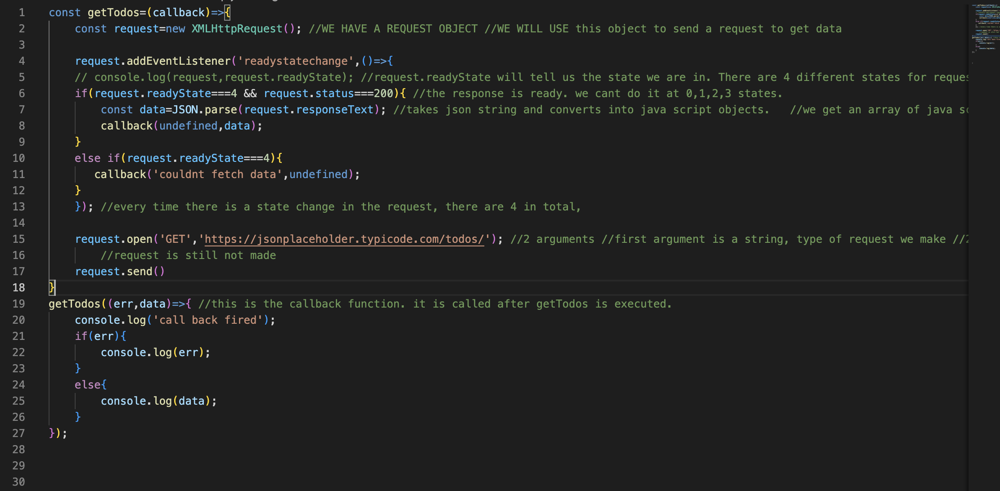 1 const getTodos=(callback)=>{
2 const request=new XMLHttpRequest(); //WE HAVE A REQUEST OBJECT //WE WILL USE this object to send a request to get data
3
4 request.addEventListener('readystatechange',()=>{
5 // console.log(request,request.readyState); //request.readyState will tell us the state we are in. There are 4 different states for reques
6 if(request.readyState===4 && request.status===200){ //the response is ready. we cant do it at 0,1,2,3 states.
7 const data=JSON.parse(request.responseText); //takes json string and converts into java script objects. //we get an array of java sc
8 callback(undefined,data);
9 }
10 else if(request.readyState===4){
11 callback('couldnt fetch data',undefined);
12 }
13 }); //every time there is a state change in the request, there are 4 in total,
14
15 request.open('GET','https://jsonplaceholder.typicode.com/todos/'); //2 arguments //first argument is a string, type of request we make //2
16 //request is still not made
17 request.send()
18 }
19 getTodos((err,data)=>{ //this is the callback function. it is called after getTodos is executed.
20 console.log('call back fired');
21 if(err){
22 console.log(err);
23 }
24 else{
25 console.log(data);
26 }
27 });
28
29
30